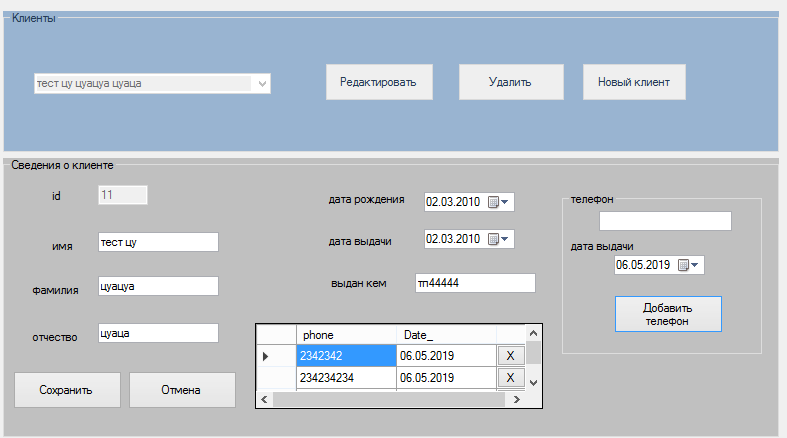 Клиенты
тест цу цуацуа цуаца
Редактировать
Удалить
Новый клиент
Сведения о клиенте
id
11
имя
тест цу
фамилия
цуацуа
отчество
цуаца
Сохранить
Отмена
дата рождения
02.03.2010
дата выдачи
02.03.2010
выдан кем
тп44444
phone Date_
2342342 06.05.2019 X
234234234 06.05.2019 X
телефон
дата выдачи
06.05.2019
Добавить
телефон